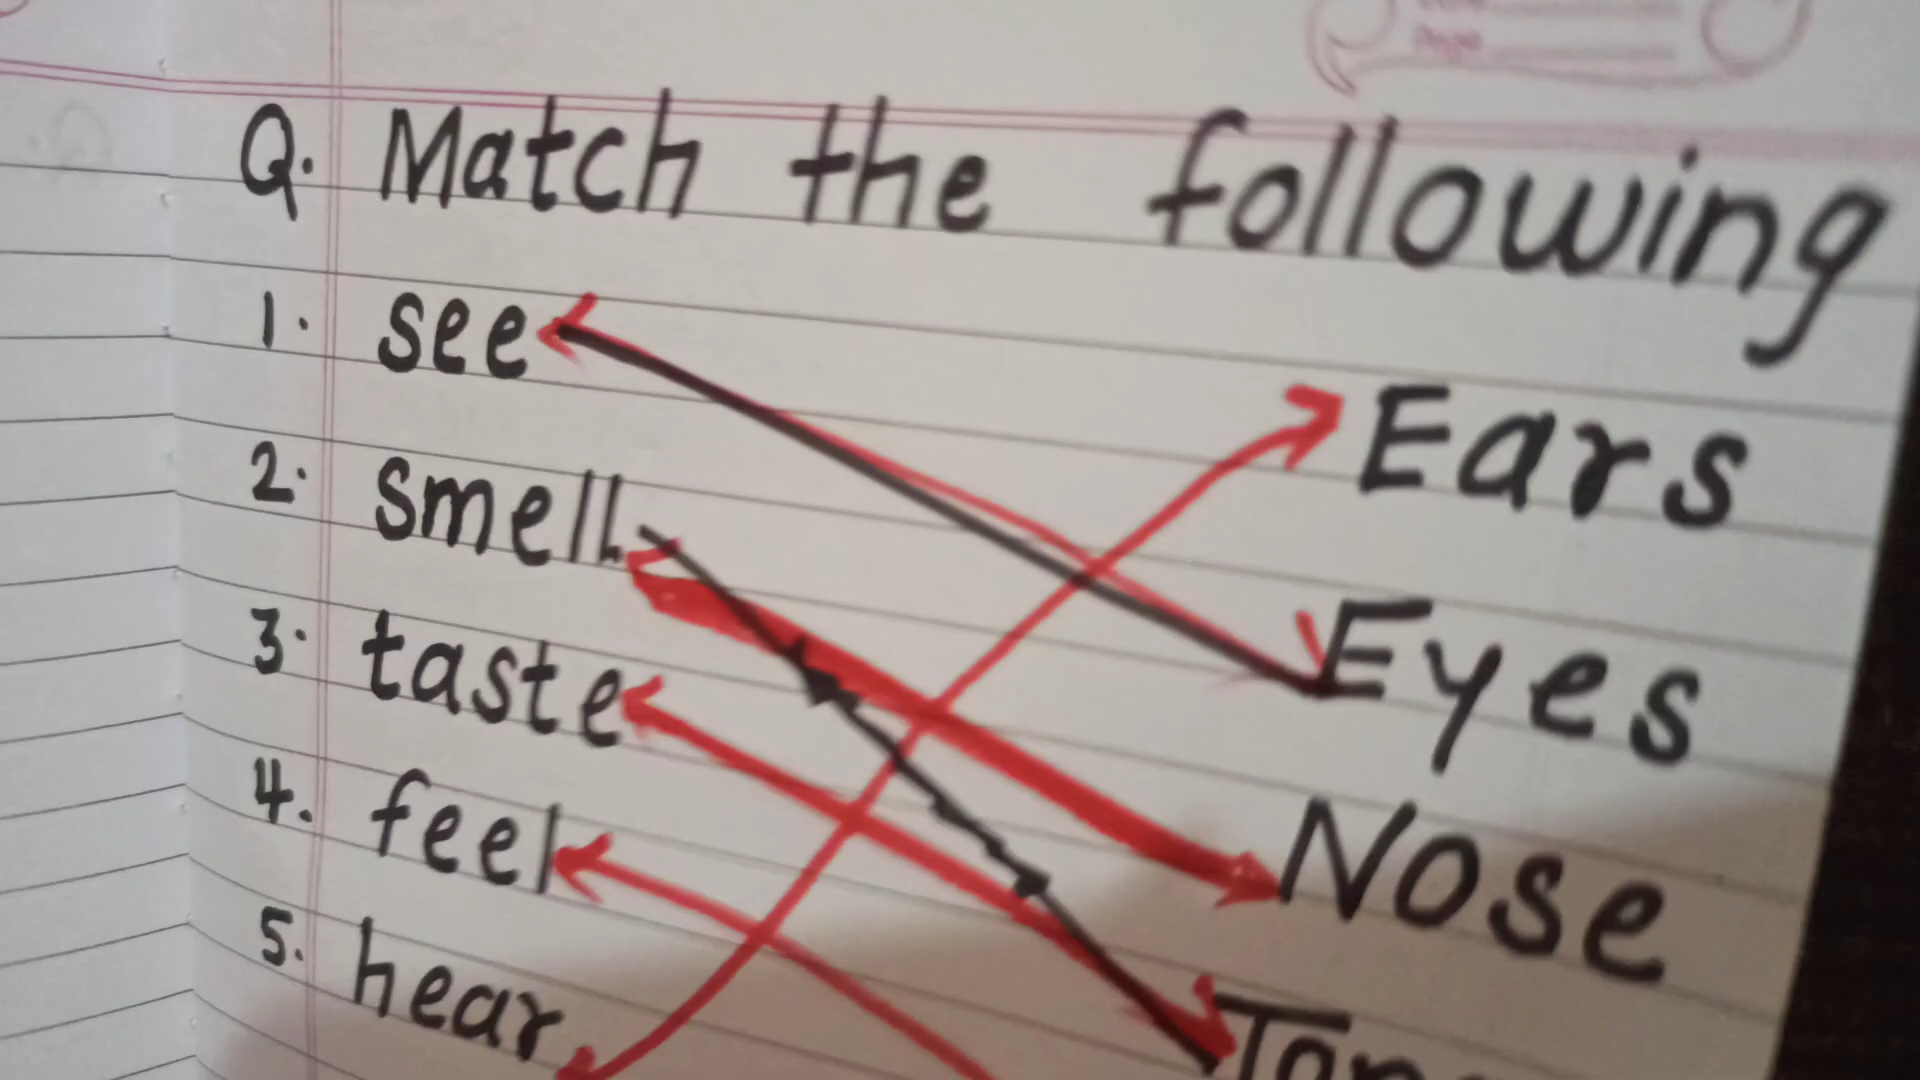 Q. Match the following
1. see
Ears
2. smell
Eyes
3. taste
Nose
4. feel
5. hear